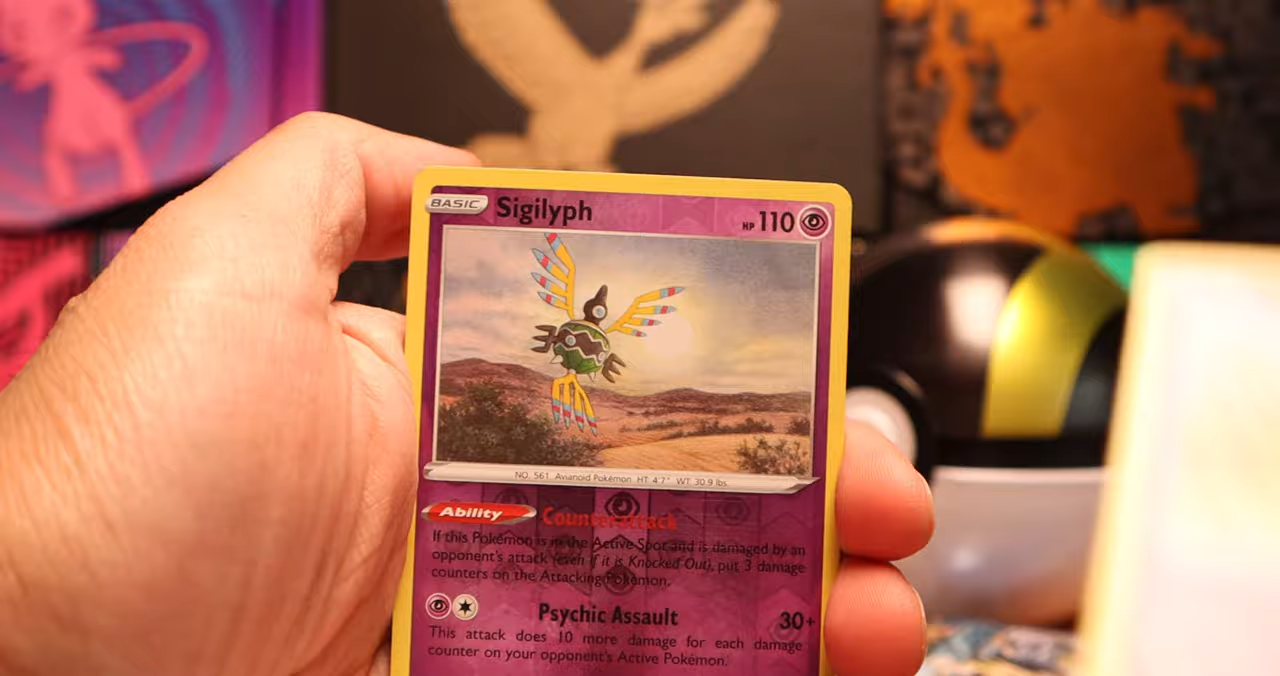 BASIC Sigilyph HP 110
NO. 561 Avianoid Pokémon HT 4'7" WT 30.9 lbs.
Ability Counterattack
If this Pokémon is in the Active Spot and is damaged by an
opponent's attack (even if it is Knocked Out), put 3 damage
counters on the Attacking Pokémon.
Psychic Assault 30+
This attack does 10 more damage for each damage
counter on your opponent's Active Pokémon.